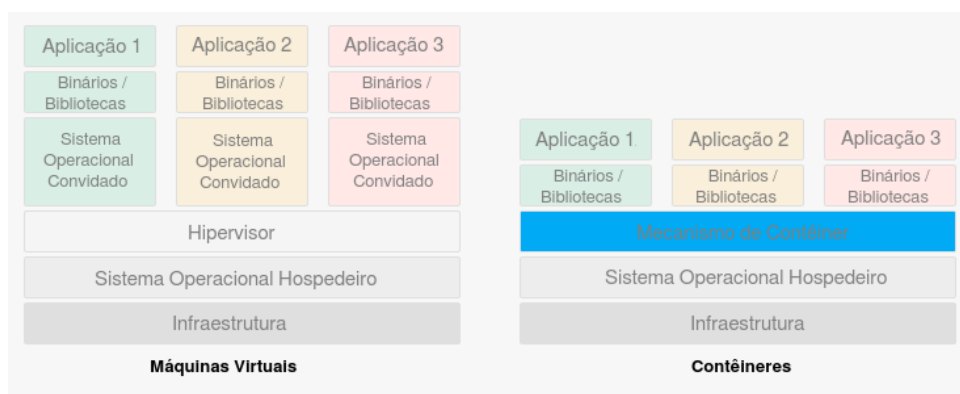 Aplicação 1
Aplicação 2
Aplicação 3
Binários /
Bibliotecas
Binários /
Bibliotecas
Binários /
Bibliotecas
Sistema
Operacional
Convidado
Sistema
Operacional
Convidado
Sistema
Operacional
Convidado
Hipervisor
Sistema Operacional Hospedeiro
Infraestrutura
Máquinas Virtuais
Aplicação 1
Aplicação 2
Aplicação 3
Binários /
Bibliotecas
Binários /
Bibliotecas
Binários /
Bibliotecas
Mecanismo de Contêiner
Sistema Operacional Hospedeiro
Infraestrutura
Contêineres